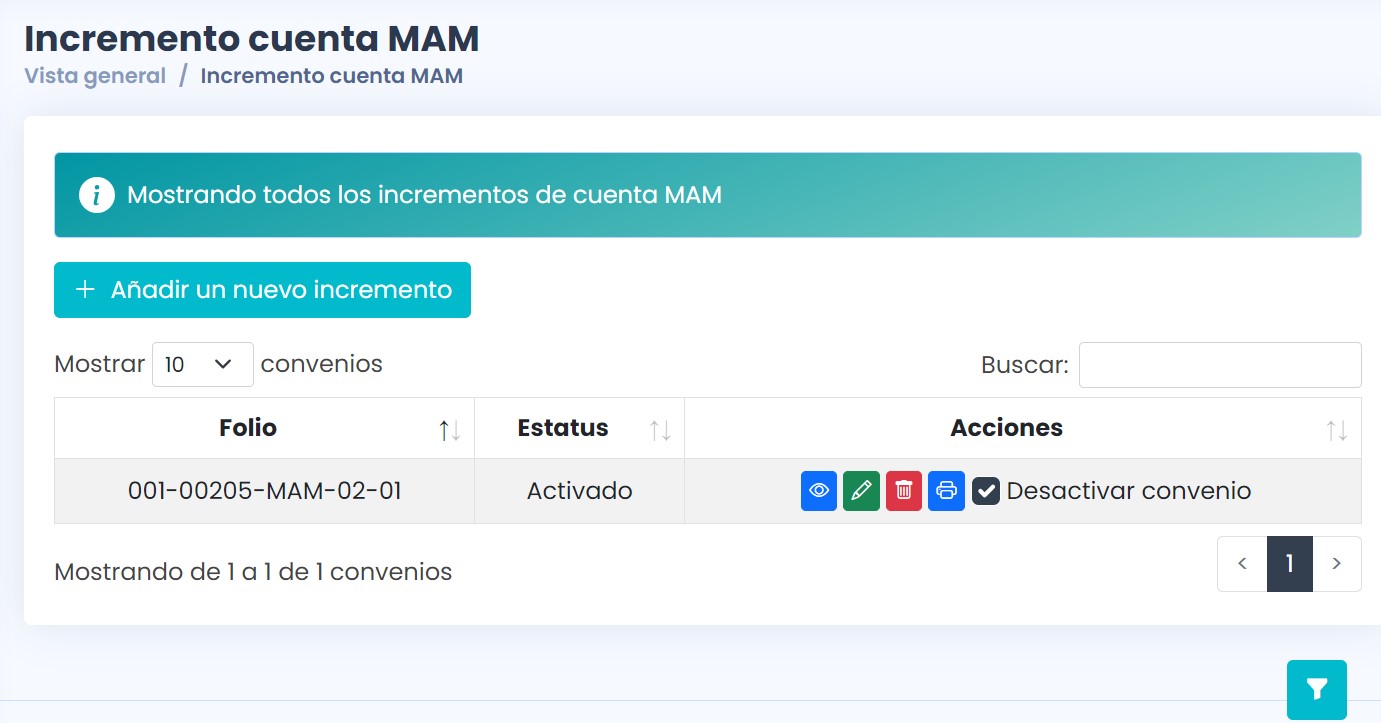 Incremento cuenta MAM
Vista general / Incremento cuenta MAM
Mostrando todos los incrementos de cuenta MAM
+ Añadir un nuevo incremento
Mostrar 10 convenios Buscar:
Folio Estatus Acciones
001-00205-MAM-02-01 Activado Desactivar convenio
Mostrando de 1 a 1 de 1 convenios < 1 >